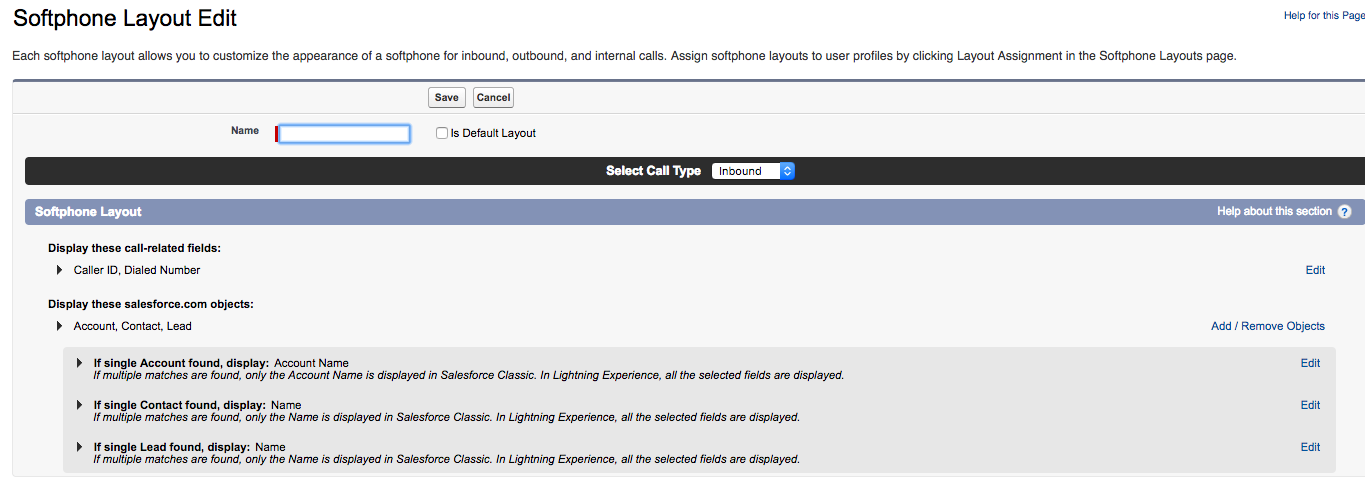 Softphone Layout Edit
Help for this Page
Each softphone layout allows you to customize the appearance of a softphone for inbound, outbound, and internal calls. Assign softphone layouts to user profiles by clicking Layout Assignment in the Softphone Layouts page.
Save Cancel
Name Is Default Layout
Select Call Type Inbound
Softphone Layout Help about this section ?
Display these call-related fields:
Caller ID, Dialed Number Edit
Display these salesforce.com objects:
Account, Contact, Lead Add / Remove Objects
If single Account found, display: Account Name Edit
If multiple matches are found, only the Account Name is displayed in Salesforce Classic. In Lightning Experience, all the selected fields are displayed.
If single Contact found, display: Name Edit
If multiple matches are found, only the Name is displayed in Salesforce Classic. In Lightning Experience, all the selected fields are displayed.
If single Lead found, display: Name Edit
If multiple matches are found, only the Name is displayed in Salesforce Classic. In Lightning Experience, all the selected fields are displayed.